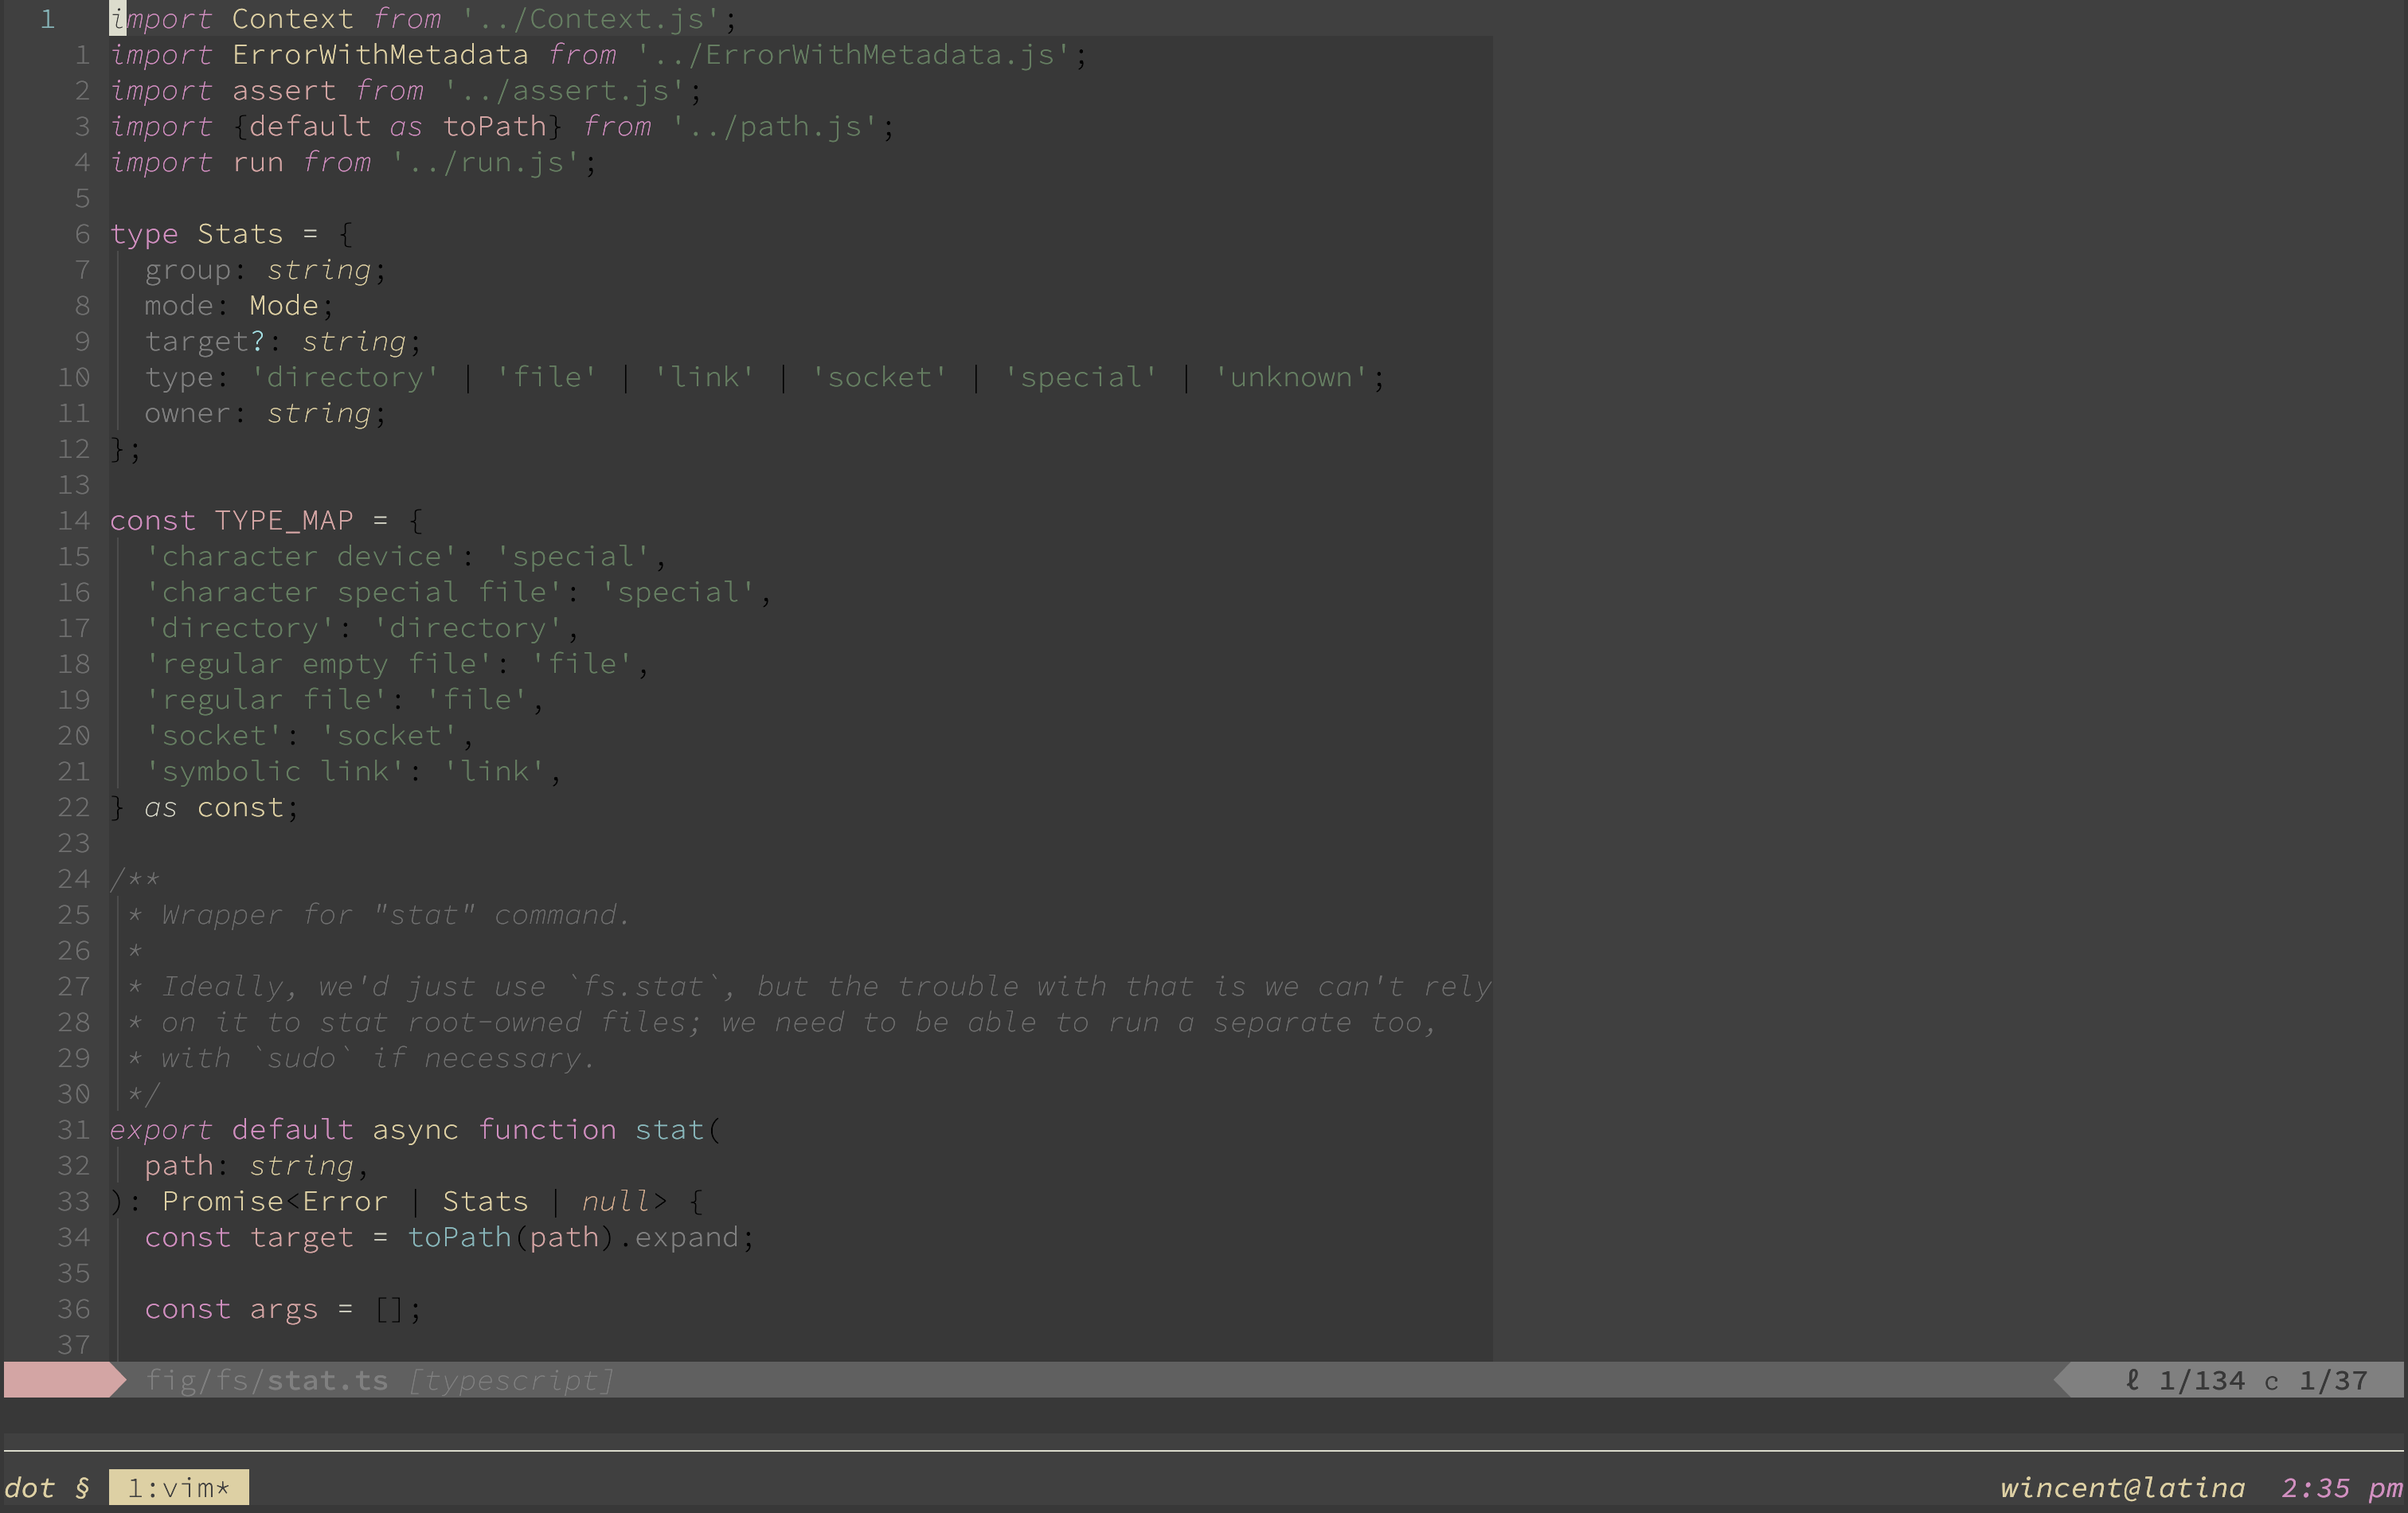 1 import Context from '../Context.js';
1 import ErrorWithMetadata from '../ErrorWithMetadata.js';
2 import assert from '../assert.js';
3 import {default as toPath} from '../path.js';
4 import run from '../run.js';
5
6 type Stats = {
7   group: string;
8   mode: Mode;
9   target?: string;
10   type: 'directory' | 'file' | 'link' | 'socket' | 'special' | 'unknown';
11   owner: string;
12 };
13
14 const TYPE_MAP = {
15   'character device': 'special',
16   'character special file': 'special',
17   'directory': 'directory',
18   'regular empty file': 'file',
19   'regular file': 'file',
20   'socket': 'socket',
21   'symbolic link': 'link',
22 } as const;
23
24 /**
25  * Wrapper for "stat" command.
26  *
27  * Ideally, we'd just use `fs.stat`, but the trouble with that is we can't rely
28  * on it to stat root-owned files; we need to be able to run a separate too,
29  * with `sudo` if necessary.
30  */
31 export default async function stat(
32   path: string,
33 ): Promise<Error | Stats | null> {
34   const target = toPath(path).expand;
35
36   const args = [];
37
fig/fs/stat.ts [typescript] ℓ 1/134 c 1/37
dot § 1:vim* wincent@latina 2:35 pm